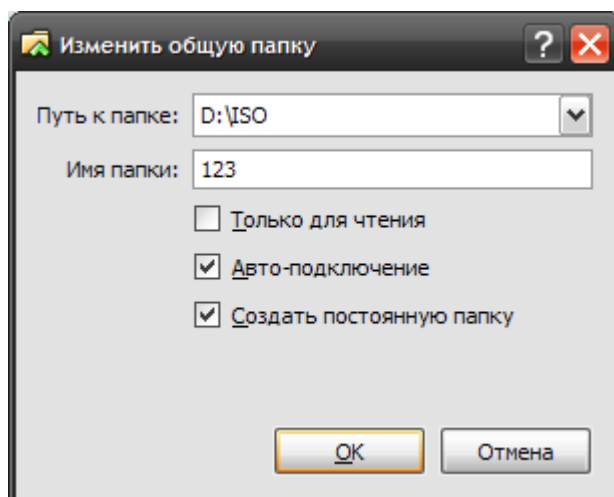 Изменить общую папку
Путь к папке: D:\ISO
Имя папки: 123
Только для чтения
Авто-подключение
Создать постоянную папку
OK Отмена